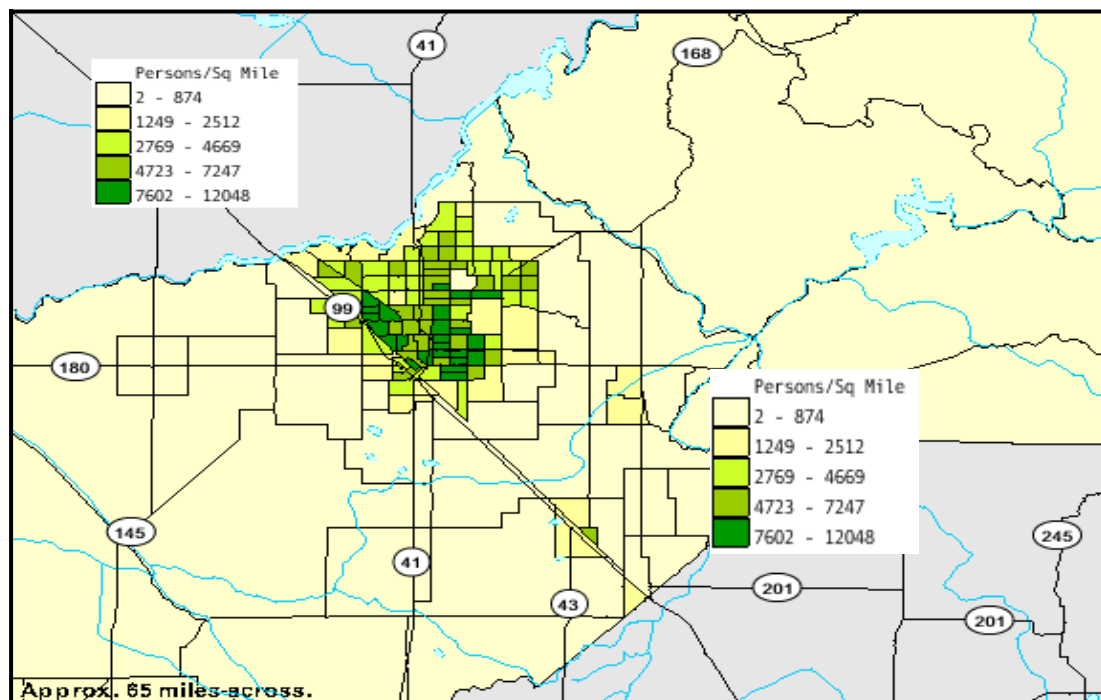 41
168
Persons/Sq Mile
2 - 874
1249 - 2512
2769 - 4669
4723 - 7247
7602 - 12048
99
180
Persons/Sq Mile
2 - 874
1249 - 2512
2769 - 4669
4723 - 7247
7602 - 12048
145
41
245
201
43
201
Approx. 65 miles across.